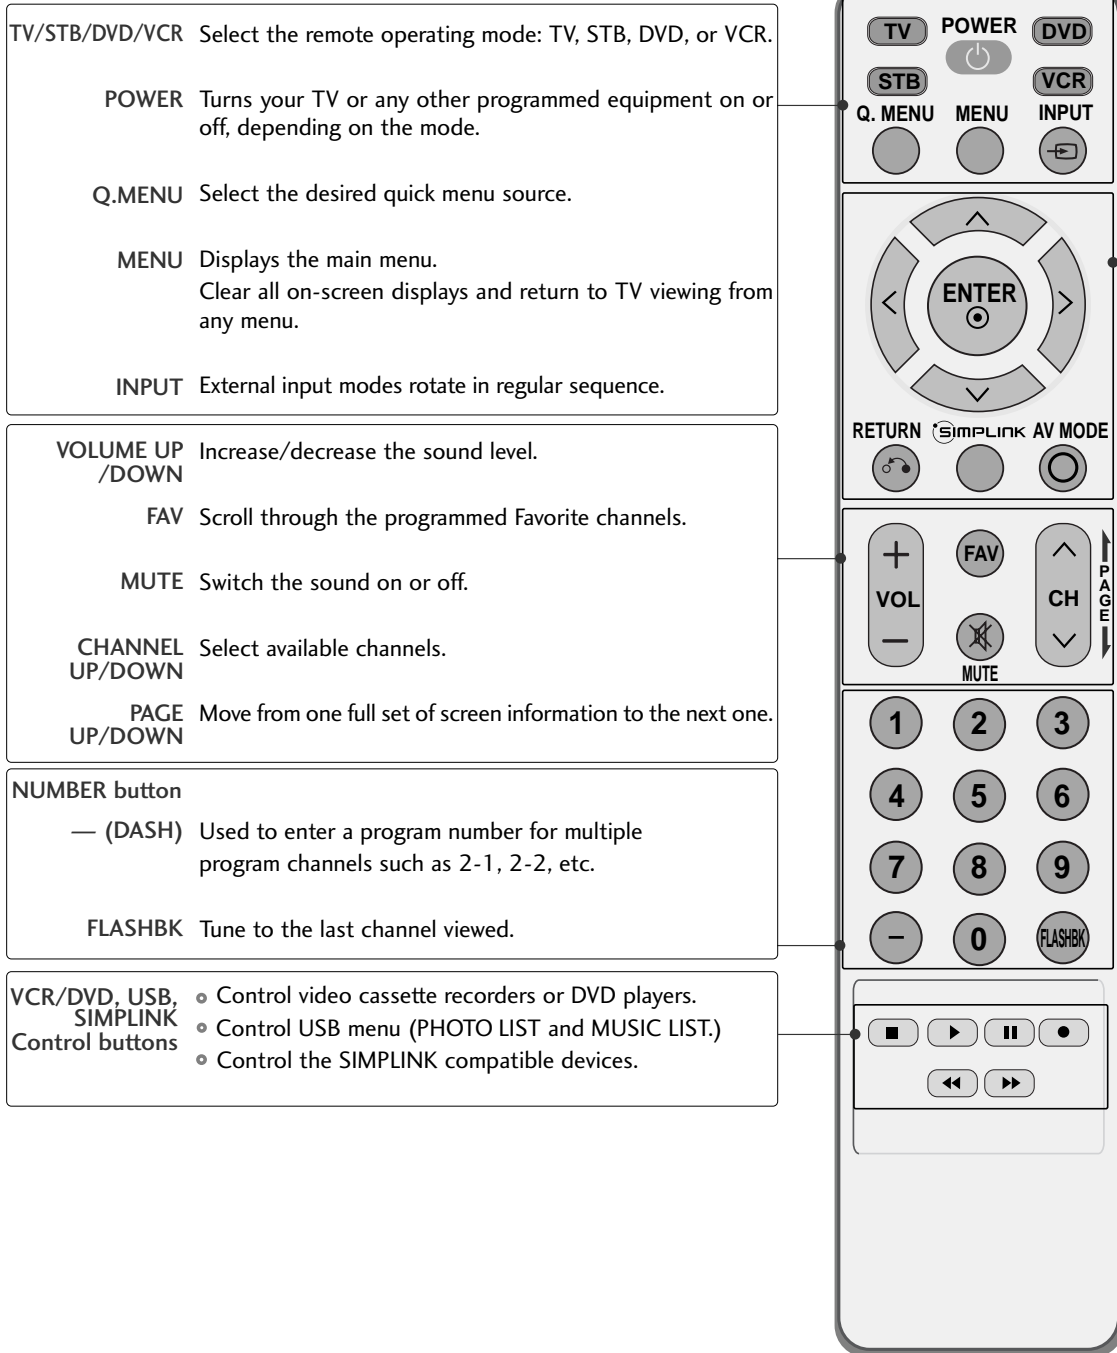 TV/STB/DVD/VCR Select the remote operating mode: TV, STB, DVD, or VCR.
POWER Turns your TV or any other programmed equipment on or
off, depending on the mode.
Q.MENU Select the desired quick menu source.
MENU Displays the main menu.
Clear all on-screen displays and return to TV viewing from
any menu.
INPUT External input modes rotate in regular sequence.
VOLUME UP
/DOWN Increase/decrease the sound level.
FAV Scroll through the programmed Favorite channels.
MUTE Switch the sound on or off.
CHANNEL
UP/DOWN Select available channels.
PAGE
UP/DOWN Move from one full set of screen information to the next one.
NUMBER button
— (DASH) Used to enter a program number for multiple
program channels such as 2-1, 2-2, etc.
FLASHBK Tune to the last channel viewed.
VCR/DVD, USB,
SIMPLINK
Control buttons
Control video cassette recorders or DVD players.
Control USB menu (PHOTO LIST and MUSIC LIST.)
Control the SIMPLINK compatible devices.
TV POWER DVD
STB VCR
Q. MENU MENU INPUT
ENTER
RETURN SIMPLINK AV MODE
+ FAV
VOL CH PAGE
—
MUTE
1 2 3
4 5 6
7 8 9
– 0 FLASHBK